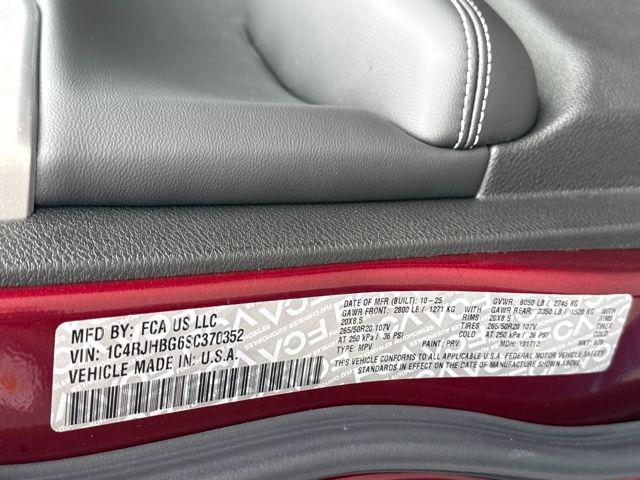 MFD BY: FCA US LLC
VIN: 1C4RJHBG6SC370352
VEHICLE MADE IN: U.S.A.
DATE OF MFR (BUILT): 10-25 GVWR: 6050 LB / 2745 KG
GAWR FRONT: 2800 LB / 1271 KG GAWR REAR: 3350 LB / 1520 KG
20X8.5 RIMS 20X8.5 RIMS
265/50R20 107V TIRES: 265/50R20 107V TIRES
AT 250 kPa / 36 PSI COLD AT 250 kPa / 36 PSI COLD
TYPE: MPV PAINT: PRV MDH: 101712
THIS VEHICLE CONFORMS TO ALL APPLICABLE U.S.A. FEDERAL MOTOR VEHICLE SAFETY
STANDARDS IN EFFECT ON THE DATE OF MANUFACTURE SHOWN ABOVE.